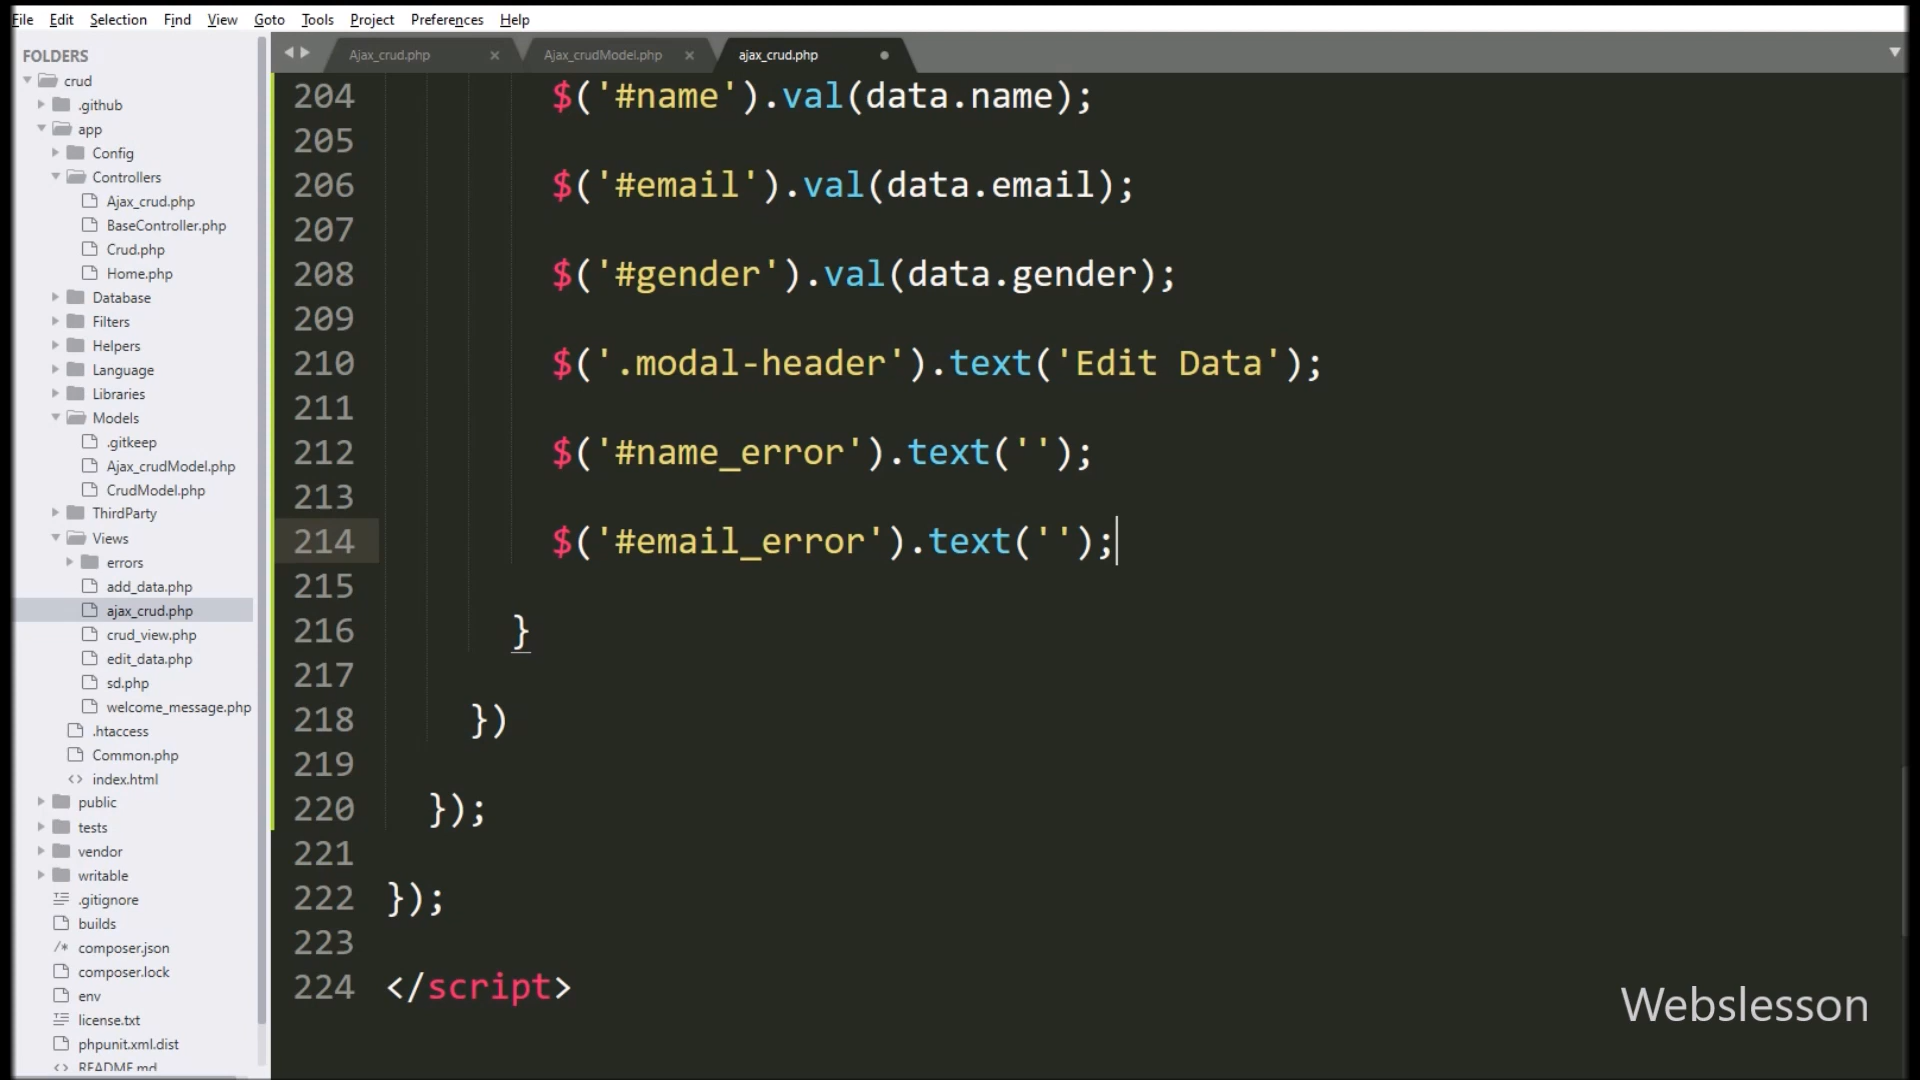 File Edit Selection Find View Goto Tools Project Preferences Help
FOLDERS
crud
.github
app
Config
Controllers
Ajax_crud.php
BaseController.php
Crud.php
Home.php
Database
Filters
Helpers
Language
Libraries
Models
.gitkeep
Ajax_crudModel.php
CrudModel.php
ThirdParty
Views
errors
add_data.php
ajax_crud.php
crud_view.php
edit_data.php
sd.php
welcome_message.php
.htaccess
Common.php
<> index.html
public
tests
vendor
writable
.gitignore
builds
/* composer.json
composer.lock
env
license.txt
phpunit.xml.dist
<> README.md
Ajax_crud.php × Ajax_crudModel.php × ajax_crud.php
204 $('#name').val(data.name);
205
206 $('#email').val(data.email);
207
208 $('#gender').val(data.gender);
209
210 $('.modal-header').text('Edit Data');
211
212 $('#name_error').text('');
213
214 $('#email_error').text('');
215
216 }
217
218 })
219
220 });
221
222 });
223
224 </script>
Webslesson